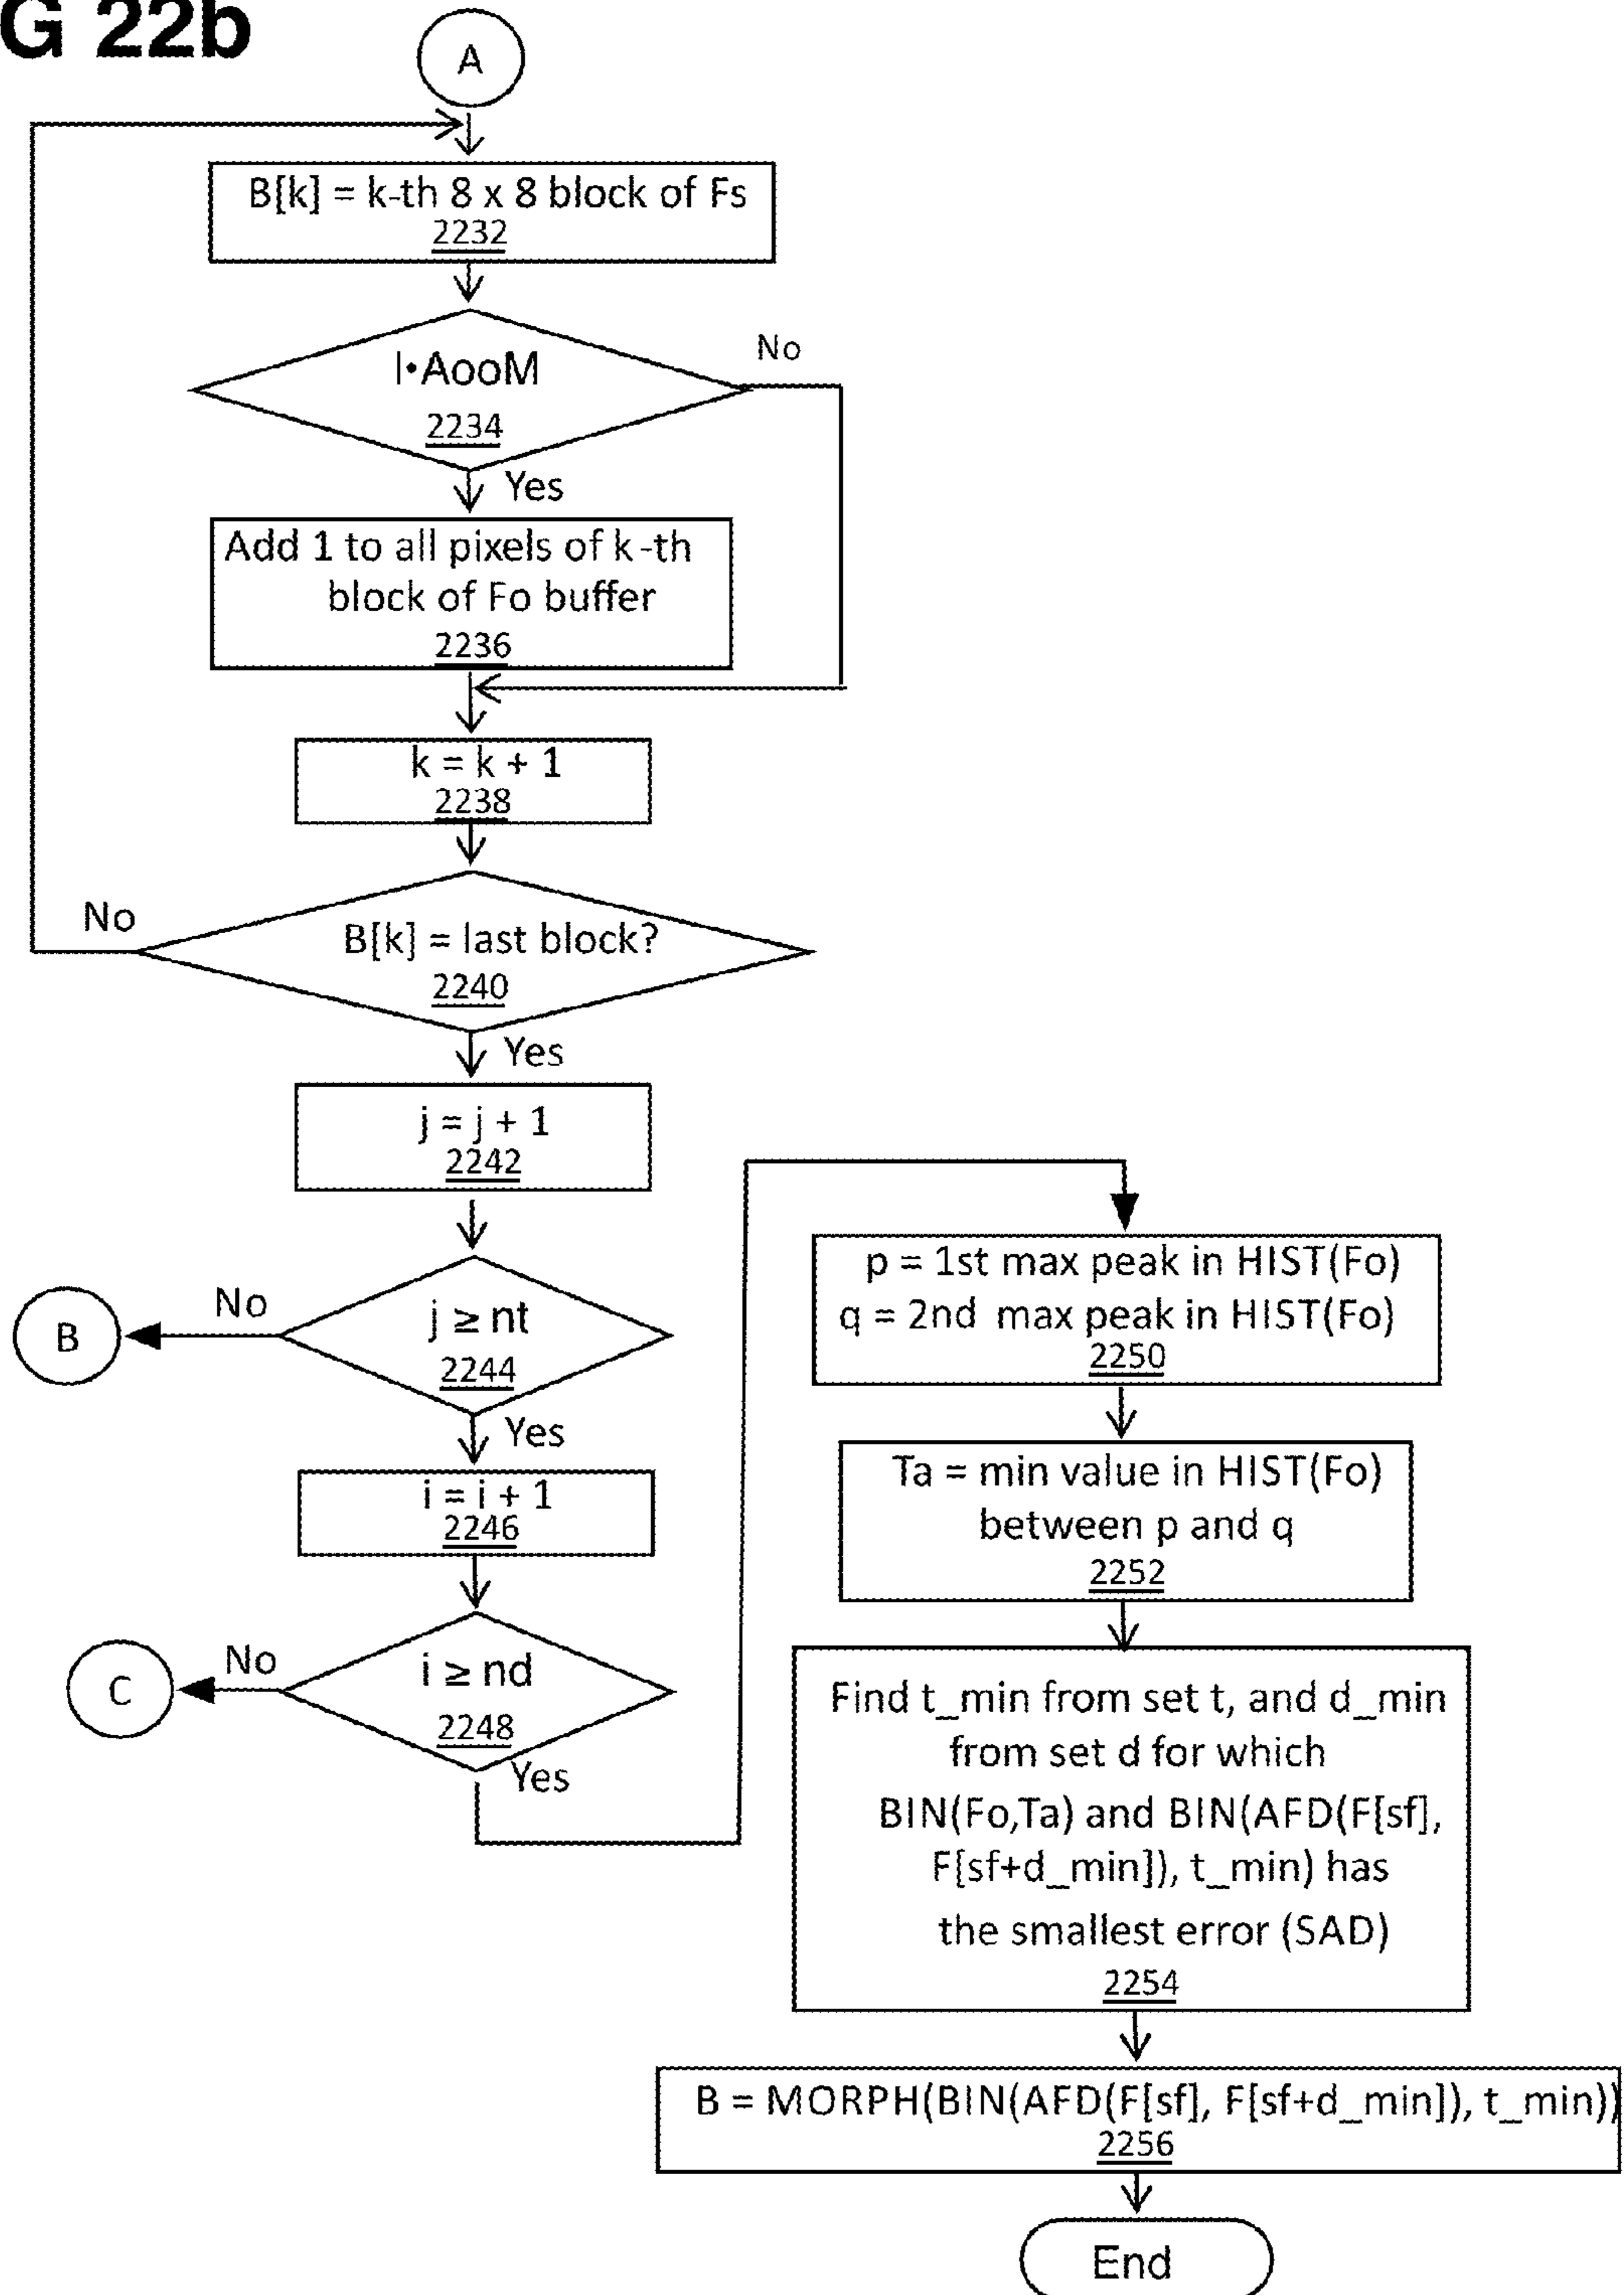 G 22b
A
B[k] = k-th 8 x 8 block of Fs
2232
I•AooM
2234
No
Yes
Add 1 to all pixels of k-th
block of Fo buffer
2236
k = k + 1
2238
B[k] = last block?
2240
No
Yes
j = j + 1
2242
j ≥ nt
2244
No
B
Yes
i = i + 1
2246
i ≥ nd
2248
No
C
Yes
p = 1st max peak in HIST(Fo)
q = 2nd max peak in HIST(Fo)
2250
Ta = min value in HIST(Fo)
between p and q
2252
Find t_min from set t, and d_min
from set d for which
BIN(Fo,Ta) and BIN(AFD(F[sf],
F[sf+d_min]), t_min) has
the smallest error (SAD)
2254
B = MORPH(BIN(AFD(F[sf], F[sf+d_min]), t_min))
2256
End